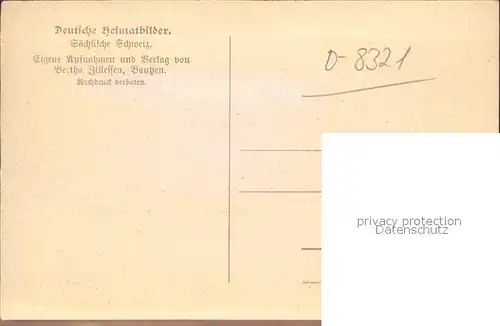 Deutsche Heimatbilder.
Sächsische Schweiz.
Eigene Aufnahmen und Verlag von
Bertha Zillessen, Bautzen.
Nachdruck verboten.
D-8321
privacy protection
Datenschutz